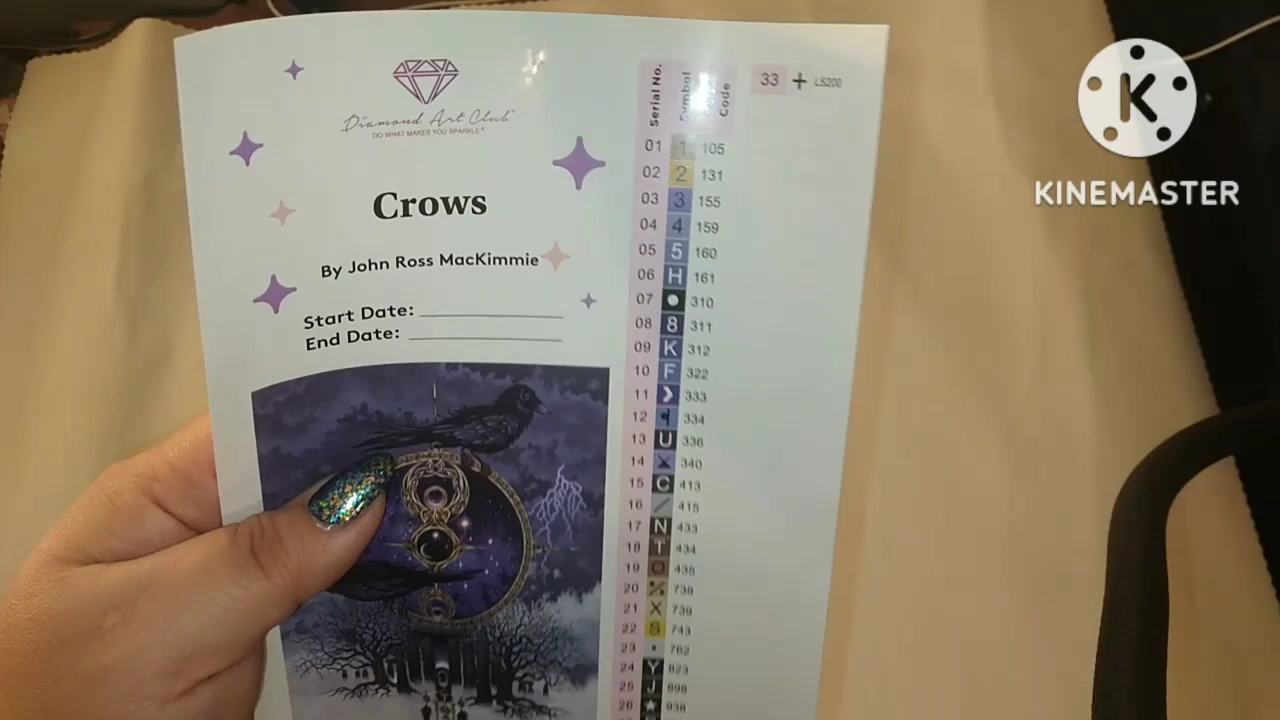 Diamond Art Club
DO WHAT MAKES YOU SPARKLE
Crows
By John Ross MacKimmie
Start Date:
End Date:
Serial No. Symbol Code
01 1 105
02 2 131
03 3 155
04 4 159
05 5 160
06 H 161
07 ● 310
08 8 311
09 K 312
10 F 322
11 ❯ 333
12 334
13 U 336
14 340
15 C 413
16 / 415
17 N 433
18 T 434
19 O 435
20 738
21 X 739
22 S 743
23 762
24 Y 823
25 J 898
26 ★ 938
33 + L5200
K
KINEMASTER